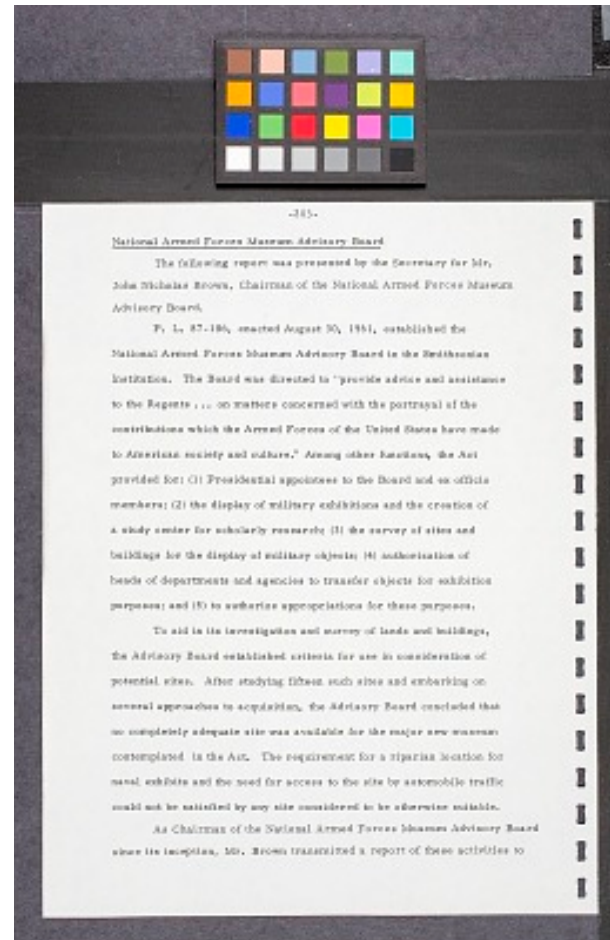 -203-
National Armed Forces Museum Advisory Board
The following report was presented by the Secretary for Mr.
John Nicholas Brown, Chairman of the National Armed Forces Museum
Advisory Board.
P. L. 87-186, enacted August 30, 1961, established the
National Armed Forces Museum Advisory Board in the Smithsonian
Institution. The Board was directed to "provide advice and assistance
to the Regents ... on matters concerned with the portrayal of the
contributions which the Armed Forces of the United States have made
to American society and culture." Among other functions, the Act
provided for: (1) Presidential appointees to the Board and ex officio
members; (2) the display of military exhibitions and the creation of
a study center for scholarly research; (3) the survey of sites and
buildings for the display of military objects; (4) authorization of
heads of departments and agencies to transfer objects for exhibition
purposes; and (5) to authorize appropriations for these purposes.
To aid in its investigation and survey of lands and buildings,
the Advisory Board established criteria for use in consideration of
potential sites. After studying fifteen such sites and embarking on
several approaches to acquisition, the Advisory Board concluded that
no completely adequate site was available for the major new museum
contemplated in the Act. The requirement for a riparian location for
naval exhibits and the need for access to the site by automobile traffic
could not be satisfied by any site considered to be otherwise suitable.
As Chairman of the National Armed Forces Museum Advisory Board
since its inception, Mr. Brown transmitted a report of these activities to